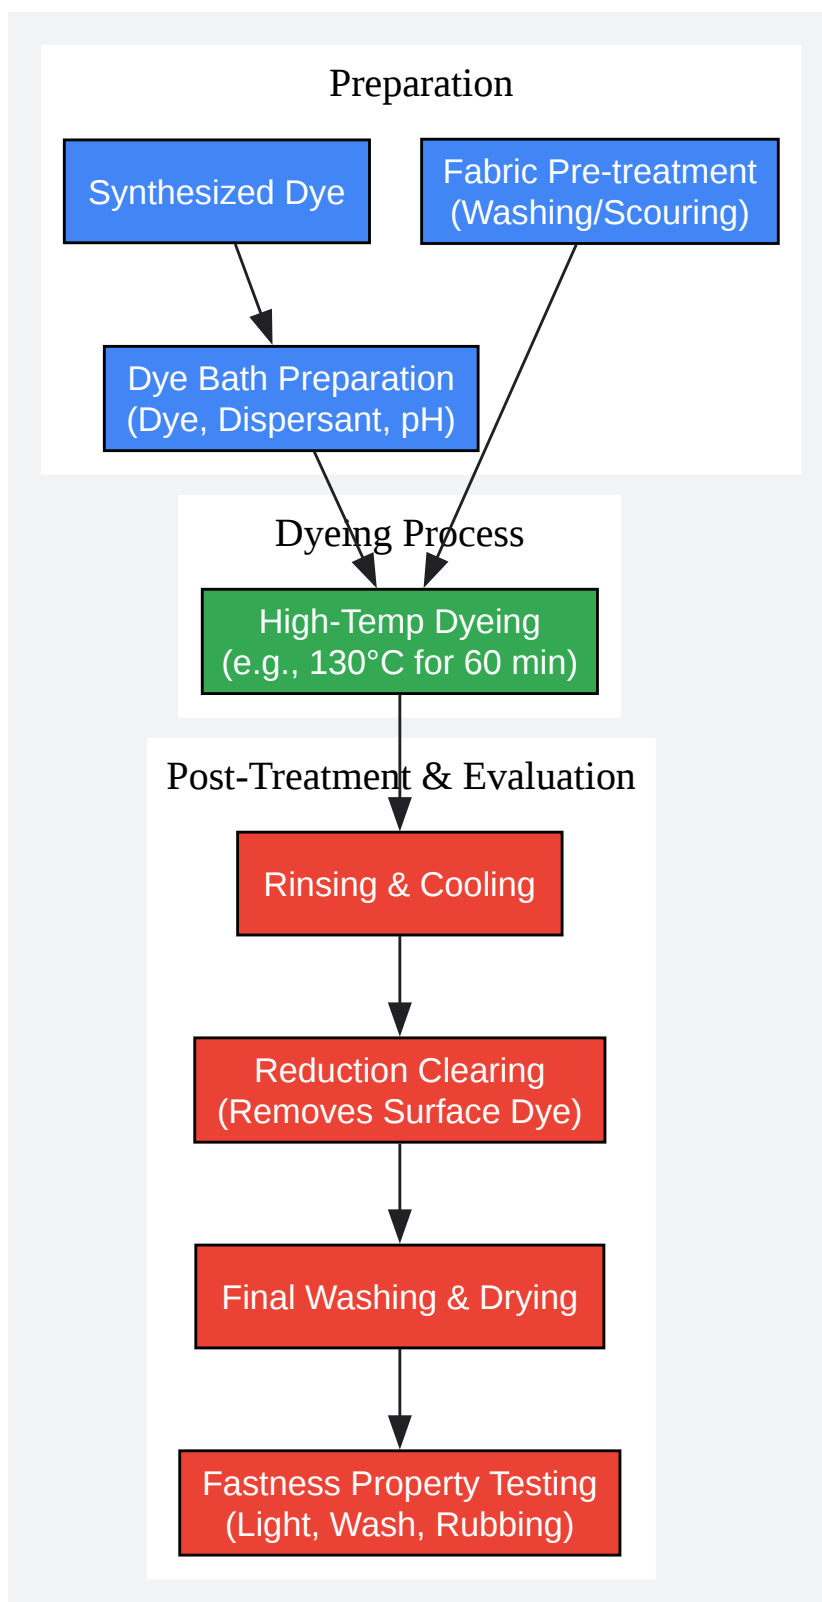 Preparation
Synthesized Dye
Fabric Pre-treatment
(Washing/Scouring)
Dye Bath Preparation
(Dye, Dispersant, pH)
Dyeing Process
High-Temp Dyeing
(e.g., 130°C for 60 min)
Post-Treatment & Evaluation
Rinsing & Cooling
Reduction Clearing
(Removes Surface Dye)
Final Washing & Drying
Fastness Property Testing
(Light, Wash, Rubbing)